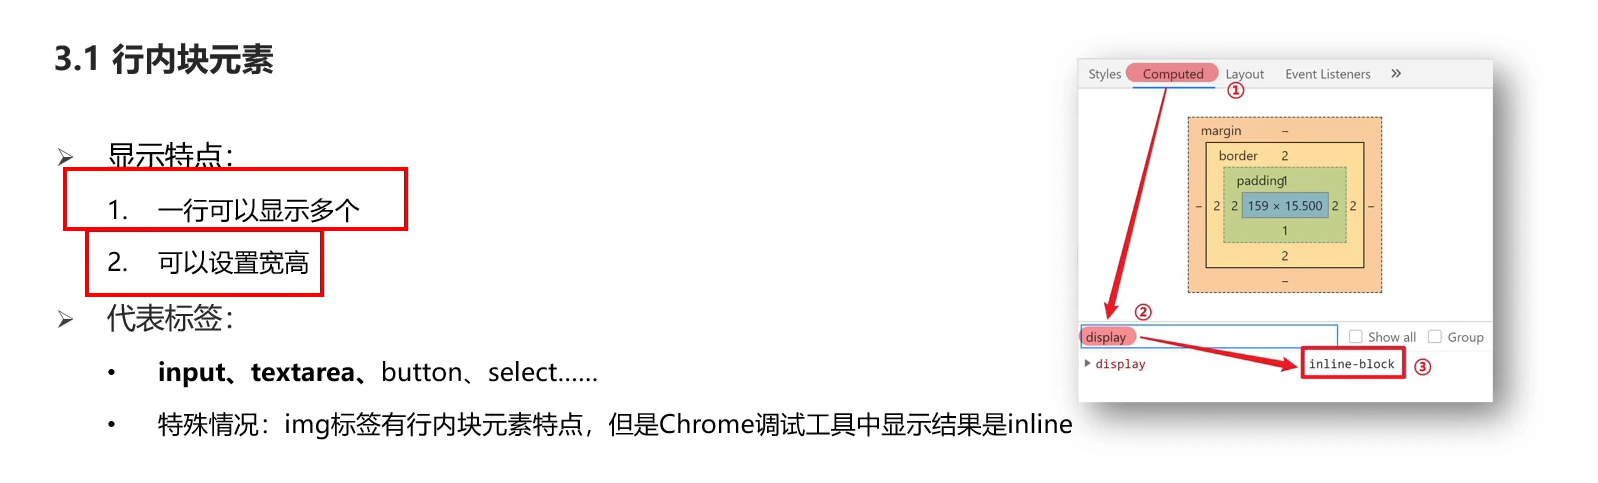 3.1 行内块元素
显示特点：
1. 一行可以显示多个
2. 可以设置宽高
代表标签：
• input、textarea、button、select……
• 特殊情况：img标签有行内块元素特点，但是Chrome调试工具中显示结果是inline
Styles Computed Layout Event Listeners »
①
margin –
border 2
padding 1
– 2 2 159 × 15.500 2 2 –
1
2
–
②
display Show all Group
display inline-block ③